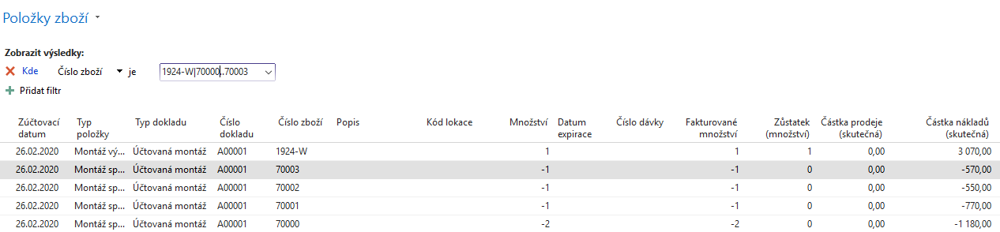 Položky zboží
Zobrazit výsledky:
Kde Číslo zboží je 1924-W|70000..70003
Přidat filtr
Zúčtovací datum Typ položky Typ dokladu Číslo dokladu Číslo zboží Popis Kód lokace Množství Datum expirace Číslo dávky Fakturované množství Zůstatek (množství) Částka prodeje (skutečná) Částka nákladů (skutečná)
26.02.2020 Montáž vý... Účtovaná montáž A00001 1924-W 1 1 1 0,00 3 070,00
26.02.2020 Montáž sp... Účtovaná montáž A00001 70003 -1 -1 0 0,00 -570,00
26.02.2020 Montáž sp... Účtovaná montáž A00001 70002 -1 -1 0 0,00 -550,00
26.02.2020 Montáž sp... Účtovaná montáž A00001 70001 -1 -1 0 0,00 -770,00
26.02.2020 Montáž sp... Účtovaná montáž A00001 70000 -2 -2 0 0,00 -1 180,00